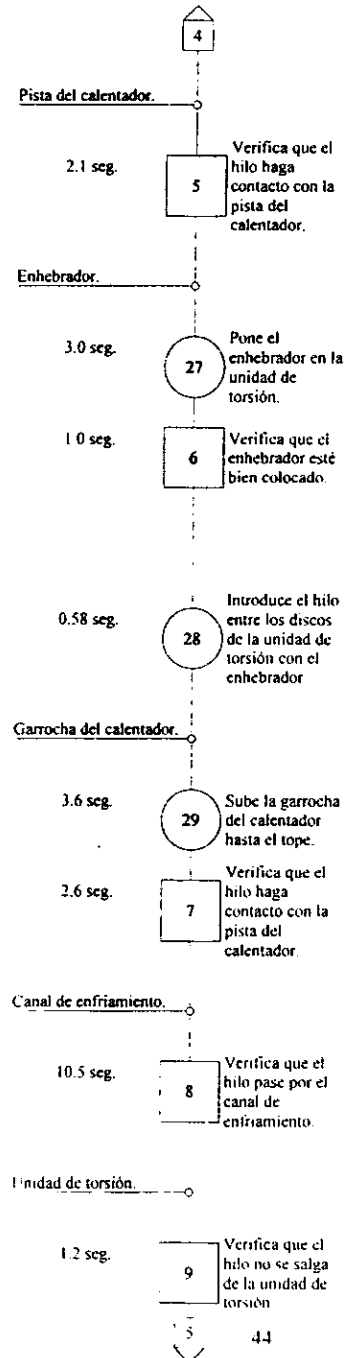 4
Pista del calentador.
2.1 seg.
5
Verifica que el
hilo haga
contacto con la
pista del
calentador.
Enhebrador.
3.0 seg.
27
Pone el
enhebrador en la
unidad de
torsión.
1 0 seg.
6
Verifica que el
enhebrador esté
bien colocado.
0.58 seg.
28
Introduce el hilo
entre los discos
de la unidad de
torsión con el
enhebrador
Garrocha del calentador.
3.6 seg.
29
Sube la garrocha
del calentador
hasta el tope.
2.6 seg.
7
Verifica que el
hilo haga
contacto con la
pista del
calentador.
Canal de enfriamiento.
10.5 seg.
8
Verifica que el
hilo pase por el
canal de
enfriamiento.
Unidad de torsión.
1.2 seg.
9
Verifica que el
hilo no se salga
de la unidad de
torsión
5
44